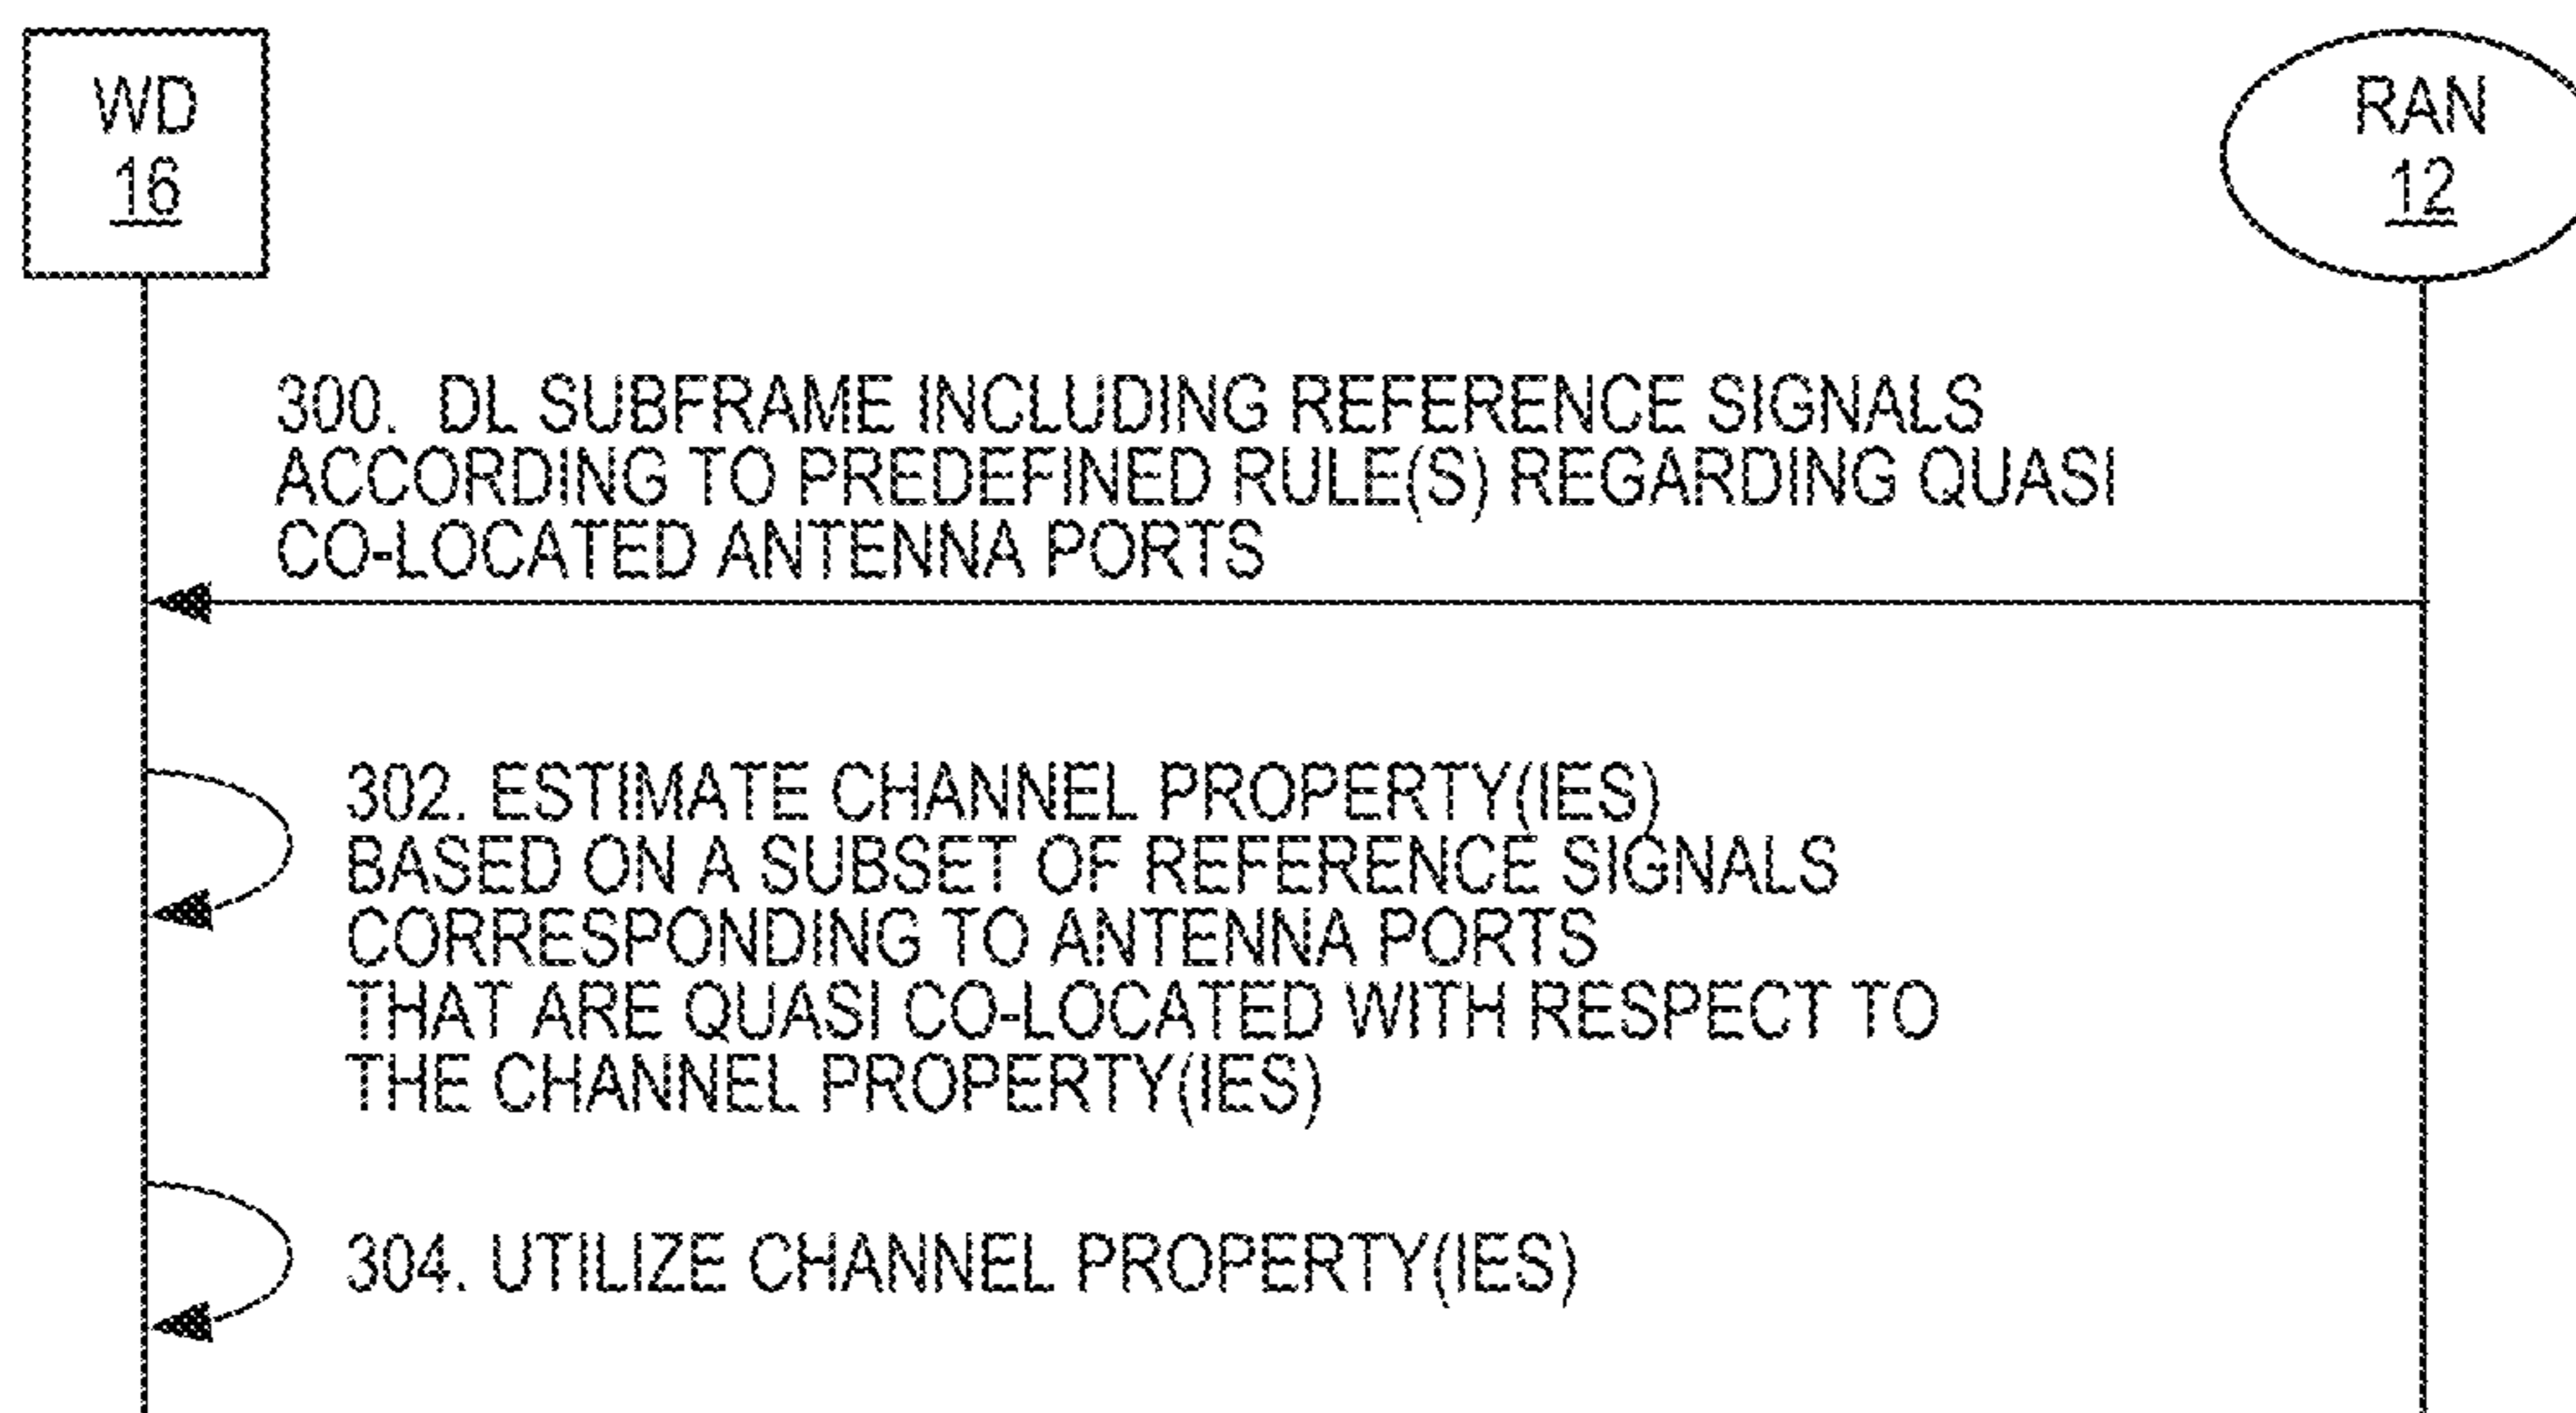 WD
16
RAN
12
300. DL SUBFRAME INCLUDING REFERENCE SIGNALS
ACCORDING TO PREDEFINED RULE(S) REGARDING QUASI
CO-LOCATED ANTENNA PORTS
302. ESTIMATE CHANNEL PROPERTY(IES)
BASED ON A SUBSET OF REFERENCE SIGNALS
CORRESPONDING TO ANTENNA PORTS
THAT ARE QUASI CO-LOCATED WITH RESPECT TO
THE CHANNEL PROPERTY(IES)
304. UTILIZE CHANNEL PROPERTY(IES)